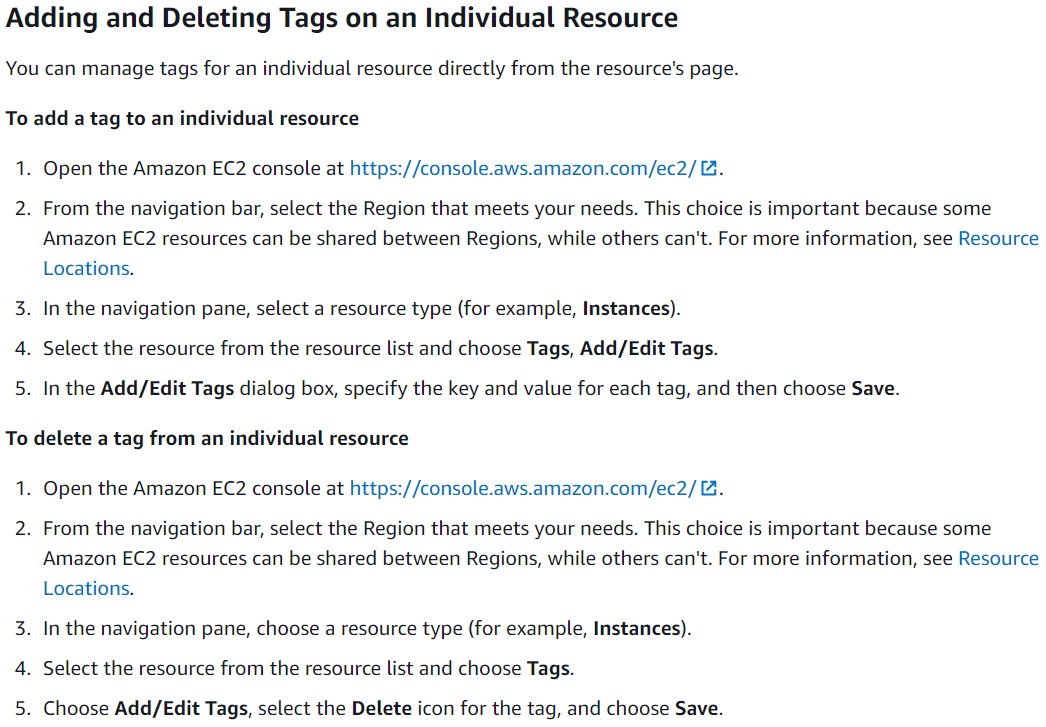 Adding and Deleting Tags on an Individual Resource
You can manage tags for an individual resource directly from the resource's page.
To add a tag to an individual resource
1. Open the Amazon EC2 console at https://console.aws.amazon.com/ec2/.
2. From the navigation bar, select the Region that meets your needs. This choice is important because some
Amazon EC2 resources can be shared between Regions, while others can't. For more information, see Resource
Locations.
3. In the navigation pane, select a resource type (for example, Instances).
4. Select the resource from the resource list and choose Tags, Add/Edit Tags.
5. In the Add/Edit Tags dialog box, specify the key and value for each tag, and then choose Save.
To delete a tag from an individual resource
1. Open the Amazon EC2 console at https://console.aws.amazon.com/ec2/.
2. From the navigation bar, select the Region that meets your needs. This choice is important because some
Amazon EC2 resources can be shared between Regions, while others can't. For more information, see Resource
Locations.
3. In the navigation pane, choose a resource type (for example, Instances).
4. Select the resource from the resource list and choose Tags.
5. Choose Add/Edit Tags, select the Delete icon for the tag, and choose Save.